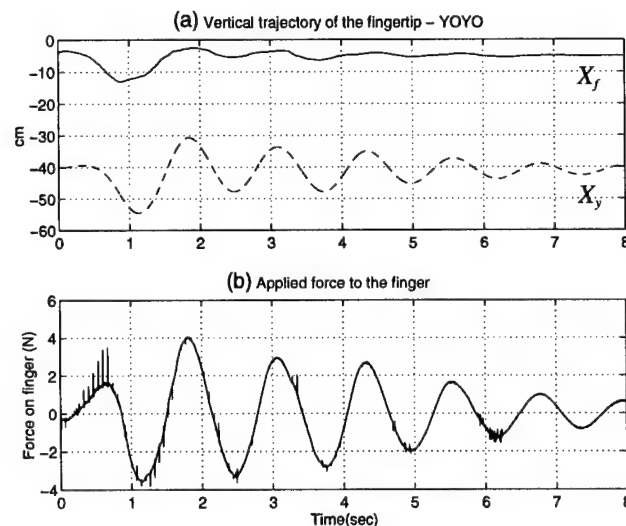 (a) Vertical trajectory of the fingertip – YOYO
0
-10
-20
-30
-40
-50
-60
cm
X_f
X_y
0 1 2 3 4 5 6 7 8
(b) Applied force to the finger
6
4
2
0
-2
-4
Force on finger (N)
0 1 2 3 4 5 6 7 8
Time(sec)